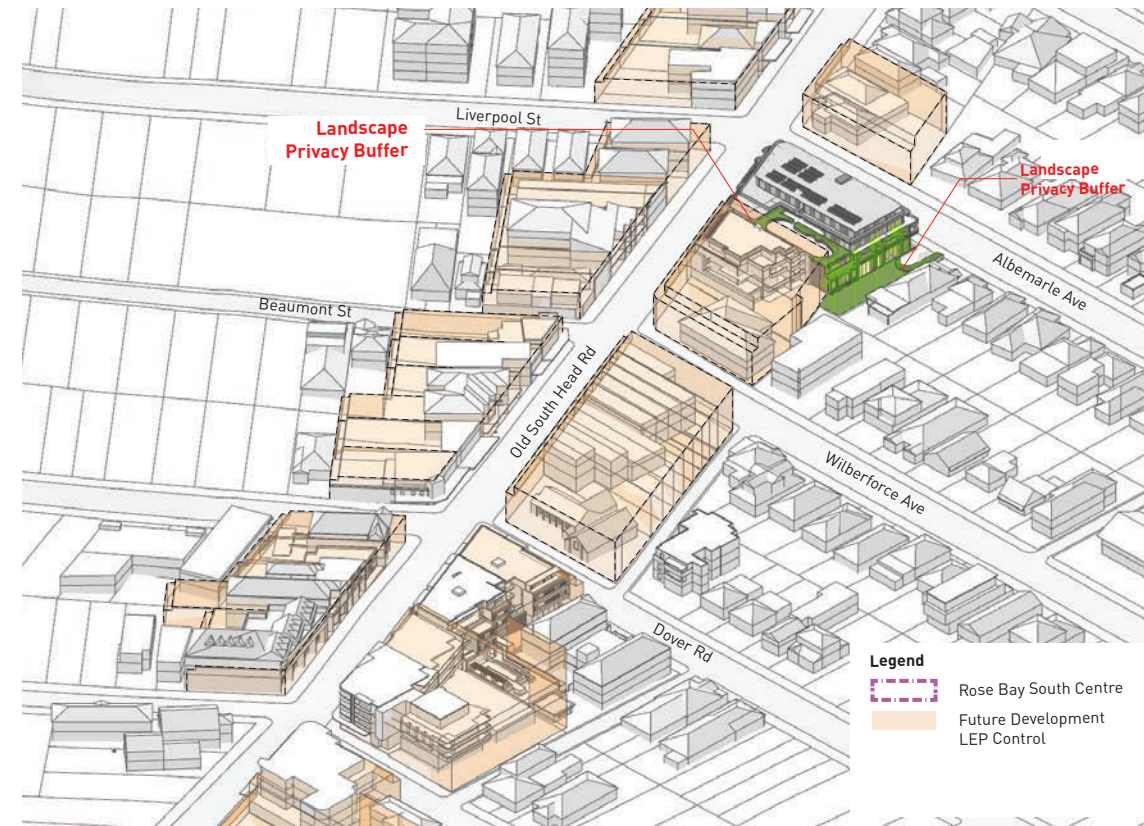 Liverpool St
Landscape
Privacy Buffer
Landscape
Privacy Buffer
Albemarle Ave
Beaumont St
Old South Head Rd
Wilberforce Ave
Dover Rd
Legend
Rose Bay South Centre
Future Development
LEP Control